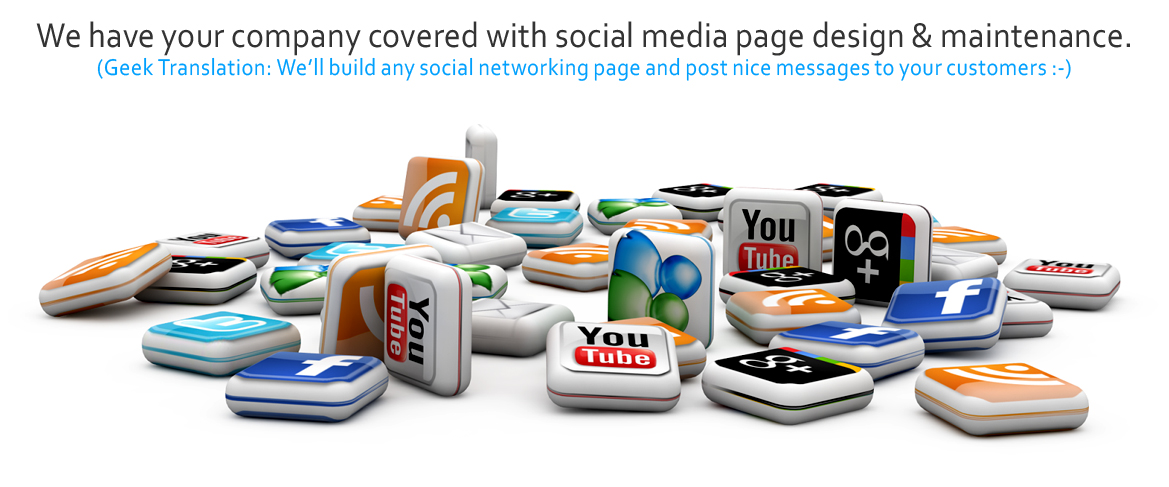 We have your company covered with social media page design & maintenance.
(Geek Translation: We'll build any social networking page and post nice messages to your customers :-)
You
Tube
You
Tube
You
Tube
You
Tube
You
Tube
g+
g+
g+
g+
g+
g+
f
f
f
f